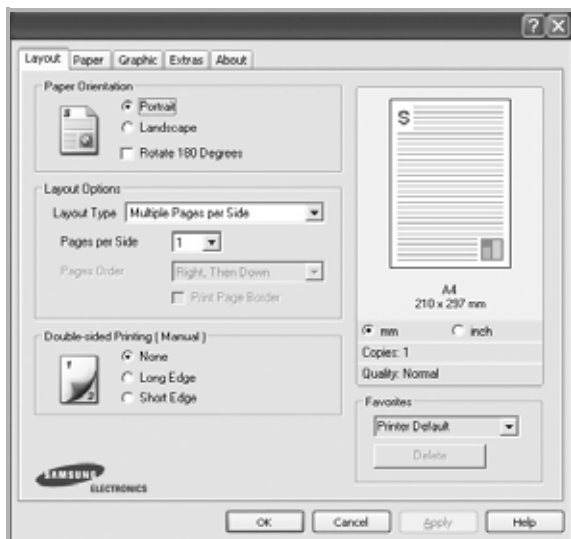 Layout Paper Graphic Extras About
Paper Orientation
S
Portrait
Landscape
Rotate 180 Degrees
Layout Options
Layout Type Multiple Pages per Side
Pages per Side 1
Pages Order Right, Then Down
Print Page Border
Double-sided Printing ( Manual )
1
2
None
Long Edge
Short Edge
SAMSUNG
ELECTRONICS
S
A4
210 x 297 mm
mm inch
Copies: 1
Quality: Normal
Favorites
Printer Default
Delete
OK Cancel Apply Help